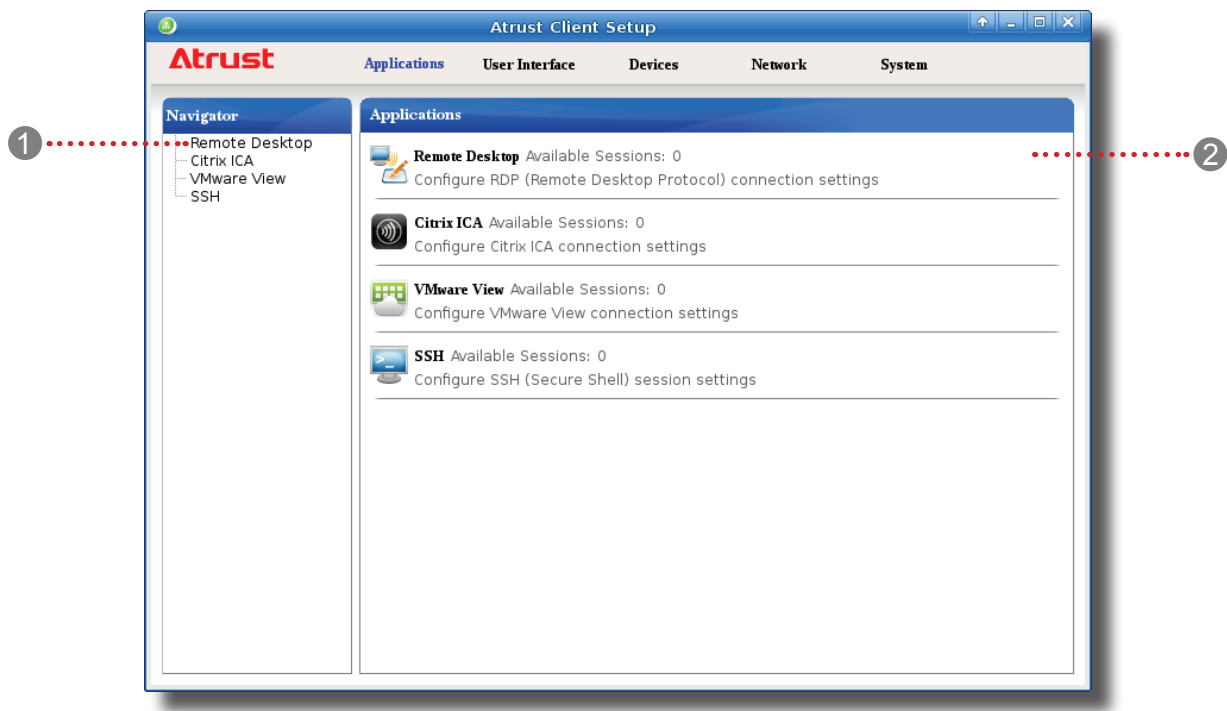 Atrust Client Setup
Atrust
Applications User Interface Devices Network System
Navigator
Remote Desktop
Citrix ICA
VMware View
SSH
Applications
Remote Desktop Available Sessions: 0
Configure RDP (Remote Desktop Protocol) connection settings
Citrix ICA Available Sessions: 0
Configure Citrix ICA connection settings
VMware View Available Sessions: 0
Configure VMware View connection settings
SSH Available Sessions: 0
Configure SSH (Secure Shell) session settings
1
2